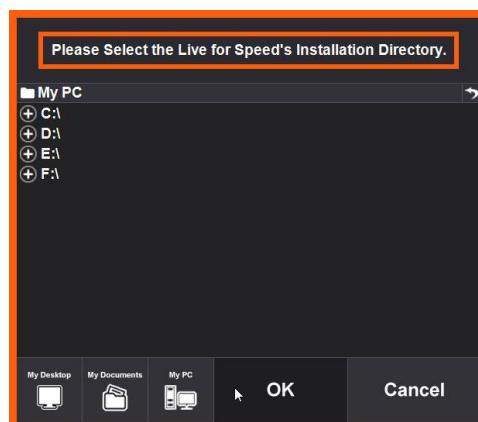 Please Select the Live for Speed's Installation Directory.
My PC
C:\
D:\
E:\
F:\
My Desktop
My Documents
My PC
OK
Cancel